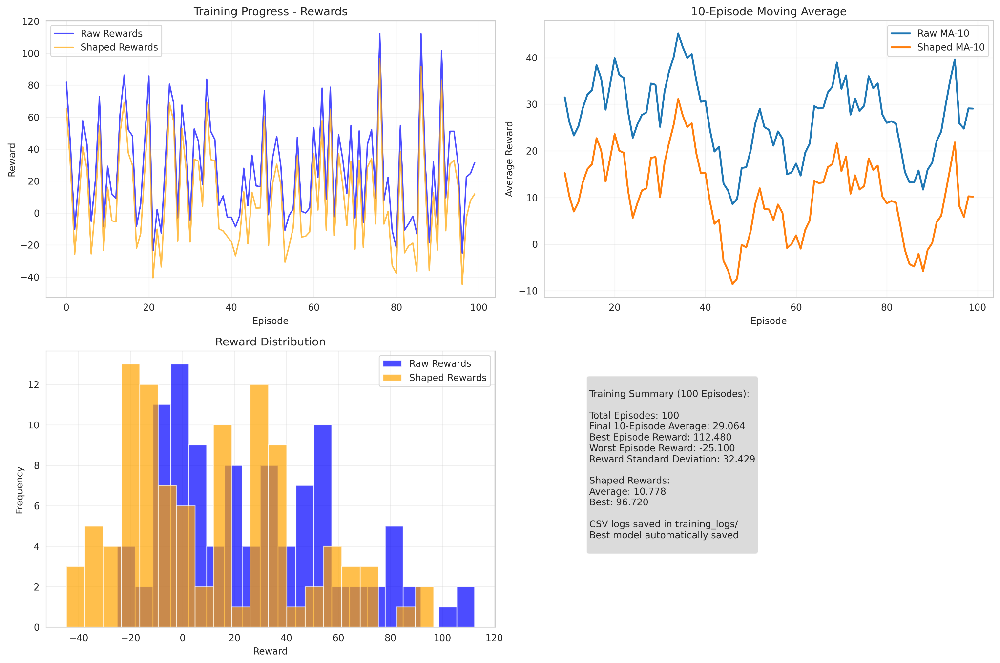 Training Progress - Rewards
Raw Rewards
Shaped Rewards
120
100
80
60
40
20
0
−20
−40
Reward
0 20 40 60 80 100
Episode
10-Episode Moving Average
Raw MA-10
Shaped MA-10
40
30
20
10
0
−10
Average Reward
20 40 60 80 100
Episode
Reward Distribution
Raw Rewards
Shaped Rewards
12
10
8
6
4
2
0
Frequency
−40 −20 0 20 40 60 80 100 120
Reward
Training Summary (100 Episodes):
Total Episodes: 100
Final 10-Episode Average: 29.064
Best Episode Reward: 112.480
Worst Episode Reward: -25.100
Reward Standard Deviation: 32.429
Shaped Rewards:
Average: 10.778
Best: 96.720
CSV logs saved in training_logs/
Best model automatically saved